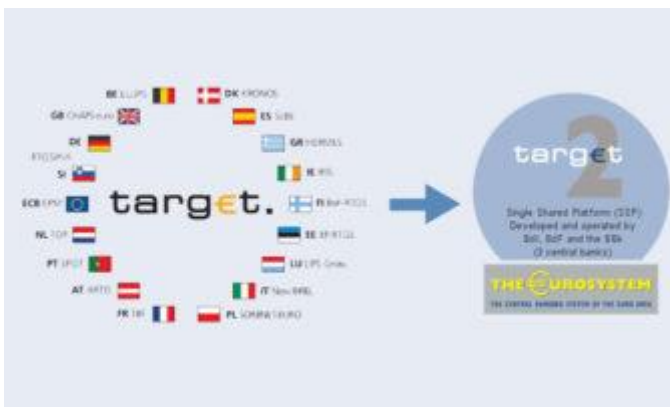 BE ELLIPS
DK KRONOS
GB CHAPS euro
ES SLBE
DE
RTGSplus
GR HERMES
SI
IE IRIS
ECB EPM
target.
FI BoF-RTGS
NL TOP
EE EP RTGS
PT SPGT
LU LIPS-Gross
AT ARTIS
IT New BIREL
FR TBF
PL SORBNET-EURO
2
target
Single Shared Platform (SSP)
Developed and operated by
BdI, BdF and the BBk
(3 central banks)
THE EUROSYSTEM
THE CENTRAL BANKING SYSTEM OF THE EURO AREA